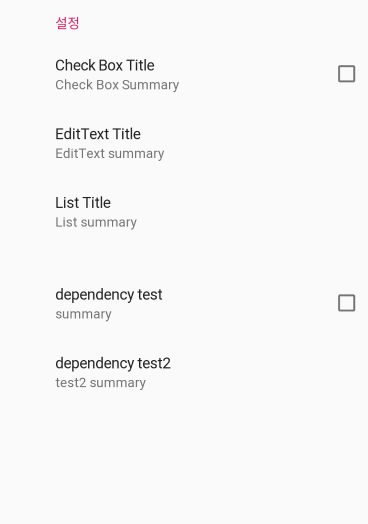 설정
Check Box Title
Check Box Summary
EditText Title
EditText summary
List Title
List summary
dependency test
summary
dependency test2
test2 summary